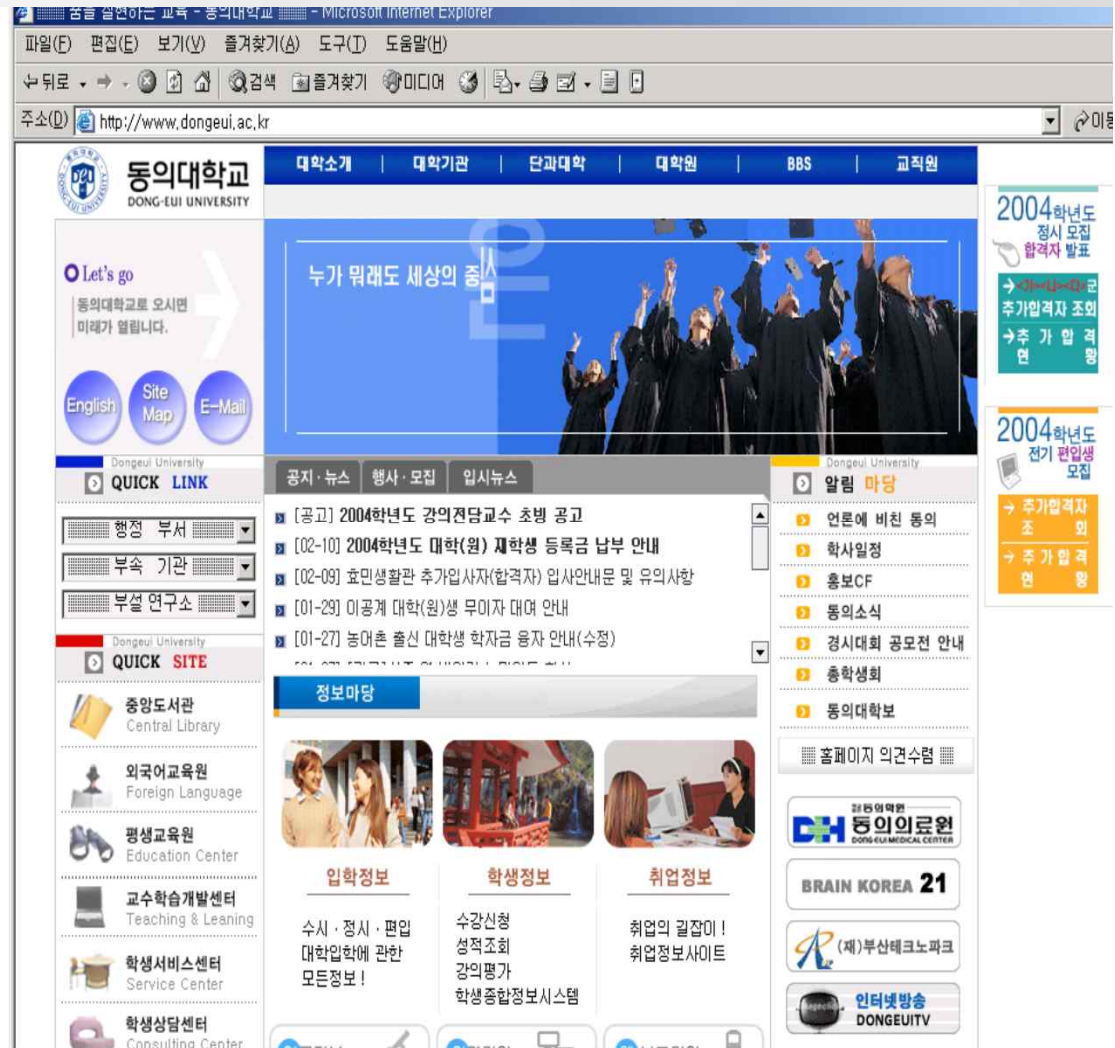 꿈을 실현하는 교육 - 동의대학교 - Microsoft Internet Explorer
파일(F) 편집(E) 보기(V) 즐겨찾기(A) 도구(T) 도움말(H)
뒤로 검색 즐겨찾기 미디어
주소(D) http://www.dongeui.ac.kr 이동
동의대학교
DONG-EUI UNIVERSITY
대학소개 | 대학기관 | 단과대학 | 대학원 | BBS | 교직원
Let's go
동의대학교로 오시면
미래가 열립니다.
English
Site Map
E-Mail
누가 뭐래도 세상의 중
2004학년도
정시 모집
합격자 발표
→<가><나><다>군
추가합격자 조회
→추 가 합 격
현 황
2004학년도
전기 편입생
모집
→ 추가합격자
조 회
→ 추 가 합 격
현 황
Dongeui University
QUICK LINK
행정 부서
부속 기관
부설 연구소
Dongeui University
QUICK SITE
중앙도서관
Central Library
외국어교육원
Foreign Language
평생교육원
Education Center
교수학습개발센터
Teaching & Leaning
학생서비스센터
Service Center
학생상담센터
Consulting Center
공지·뉴스 행사·모집 입시뉴스
[공고] 2004학년도 강의전담교수 초빙 공고
[02-10] 2004학년도 대학(원) 재학생 등록금 납부 안내
[02-09] 효민생활관 추가입사자(합격자) 입사안내문 및 유의사항
[01-29] 이공계 대학(원)생 무이자 대여 안내
[01-27] 농어촌 출신 대학생 학자금 융자 안내(수정)
정보마당
입학정보
수시·정시·편입
대학입학에 관한
모든정보!
학생정보
수강신청
성적조회
강의평가
학생종합정보시스템
취업정보
취업의 길잡이!
취업정보사이트
Dongeui University
알림 마당
언론에 비친 동의
학사일정
홍보CF
동의소식
경시대회 공모전 안내
총학생회
동의대학보
홈페이지 의견수렴
동의의료원
DONG-EUI MEDICAL CENTER
BRAIN KOREA 21
(재)부산테크노파크
인터넷방송
DONGEUITV